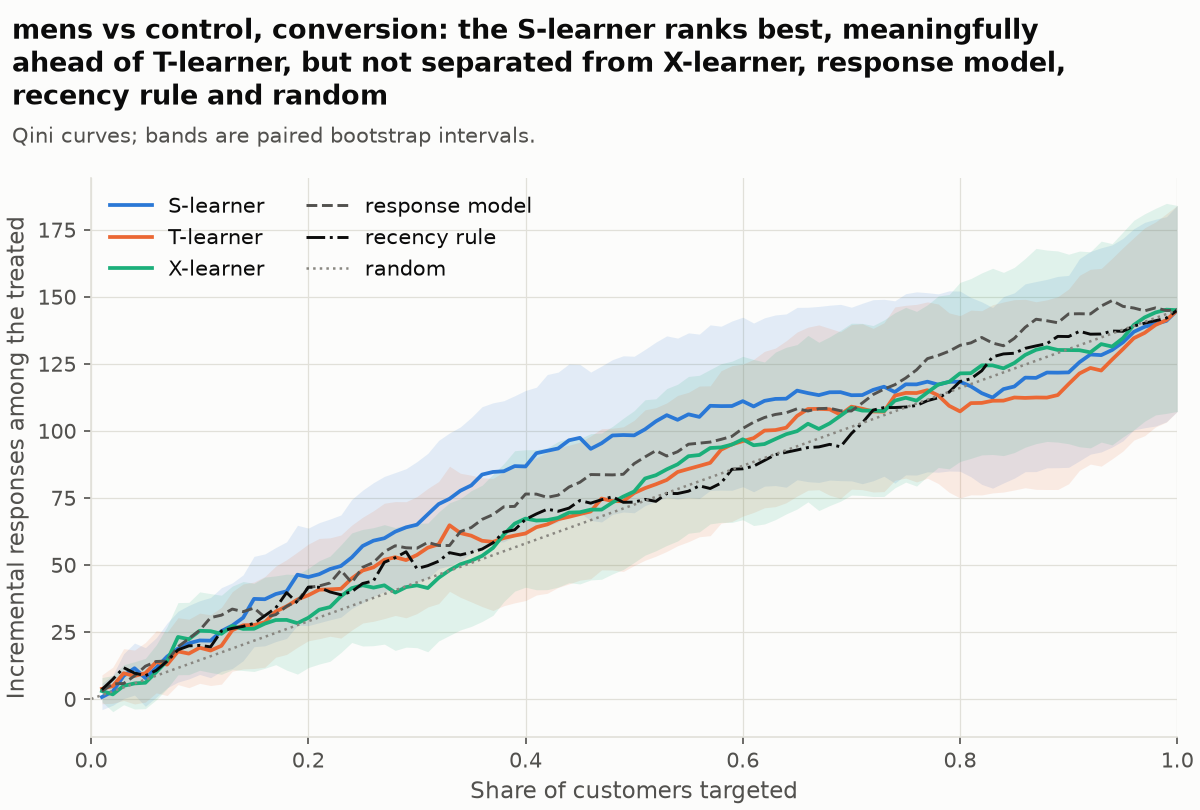 mens vs control, conversion: the S-learner ranks best, meaningfully
ahead of T-learner, but not separated from X-learner, response model,
recency rule and random
Qini curves; bands are paired bootstrap intervals.
S-learner
T-learner
X-learner
response model
recency rule
random
Incremental responses among the treated
175
150
125
100
75
50
25
0
0.0
0.2
0.4
0.6
0.8
1.0
Share of customers targeted